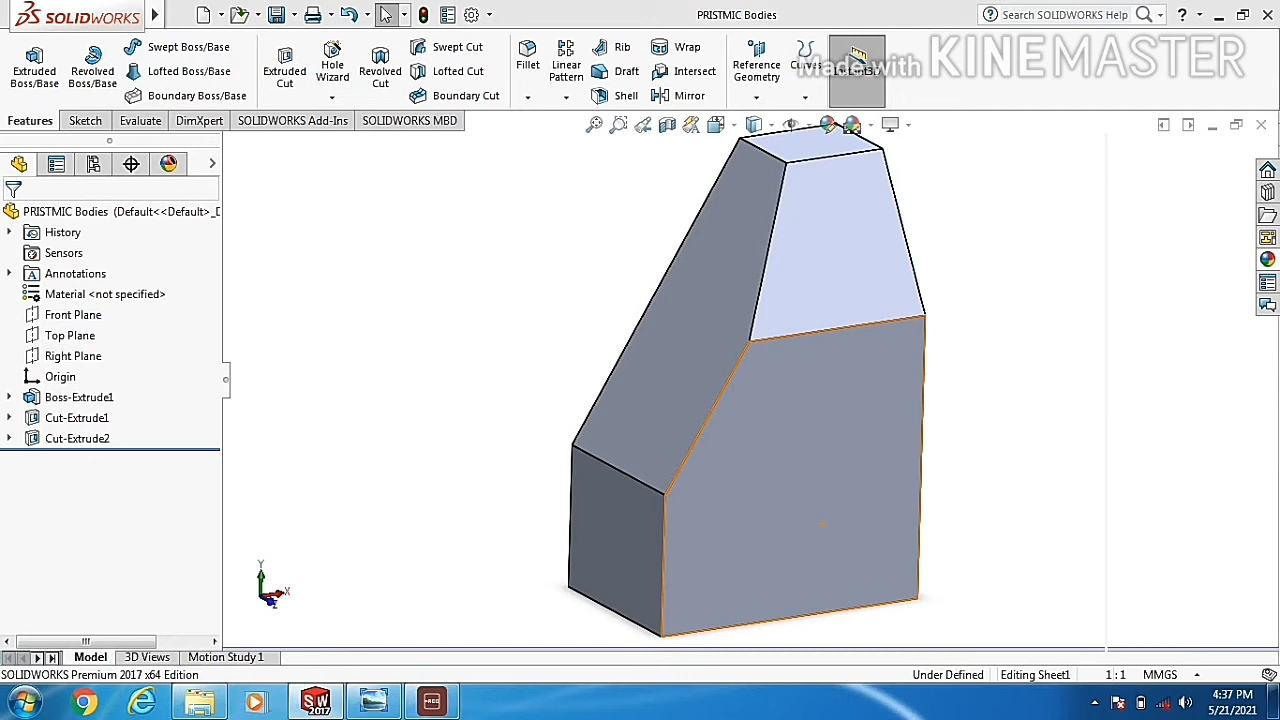 SOLIDWORKS
PRISTMIC Bodies
Search SOLIDWORKS Help
Extruded Boss/Base
Revolved Boss/Base
Swept Boss/Base
Lofted Boss/Base
Boundary Boss/Base
Extruded Cut
Hole Wizard
Revolved Cut
Swept Cut
Lofted Cut
Boundary Cut
Fillet
Linear Pattern
Rib
Draft
Shell
Wrap
Intersect
Mirror
Reference Geometry
Curves
Made with KINEMASTER
Features
Sketch
Evaluate
DimXpert
SOLIDWORKS Add-Ins
SOLIDWORKS MBD
PRISTMIC Bodies (Default<<Default>_D
History
Sensors
Annotations
Material <not specified>
Front Plane
Top Plane
Right Plane
Origin
Boss-Extrude1
Cut-Extrude1
Cut-Extrude2
Y
X
Z
Model
3D Views
Motion Study 1
SOLIDWORKS Premium 2017 x64 Edition
Under Defined
Editing Sheet1
1:1
MMGS
SW
2017
FREE
4:37 PM
5/21/2021